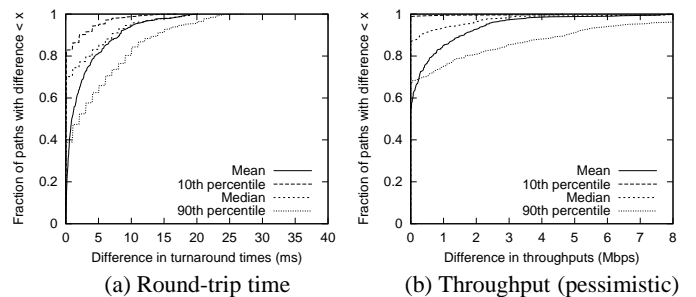 Fraction of paths with difference < x
1
0.8
0.6
0.4
0.2
0
Mean
10th percentile
Median
90th percentile
0 5 10 15 20 25 30 35 40
Difference in turnaround times (ms)
(a) Round-trip time
Fraction of paths with difference < x
1
0.8
0.6
0.4
0.2
0
Mean
10th percentile
Median
90th percentile
0 1 2 3 4 5 6 7 8
Difference in throughputs (Mbps)
(b) Throughput (pessimistic)